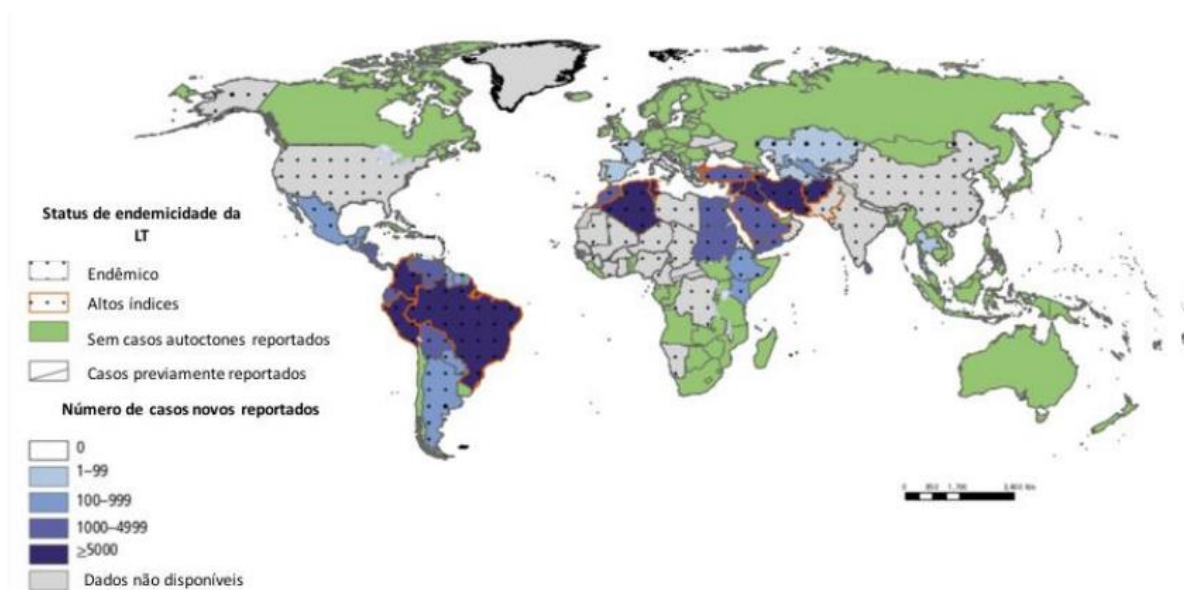 Status de endemicidade da
LT
Endêmico
Altos índices
Sem casos autoctones reportados
Casos previamente reportados
Número de casos novos reportados
0
1–99
100–999
1000–4999
≥5000
Dados não disponíveis
0